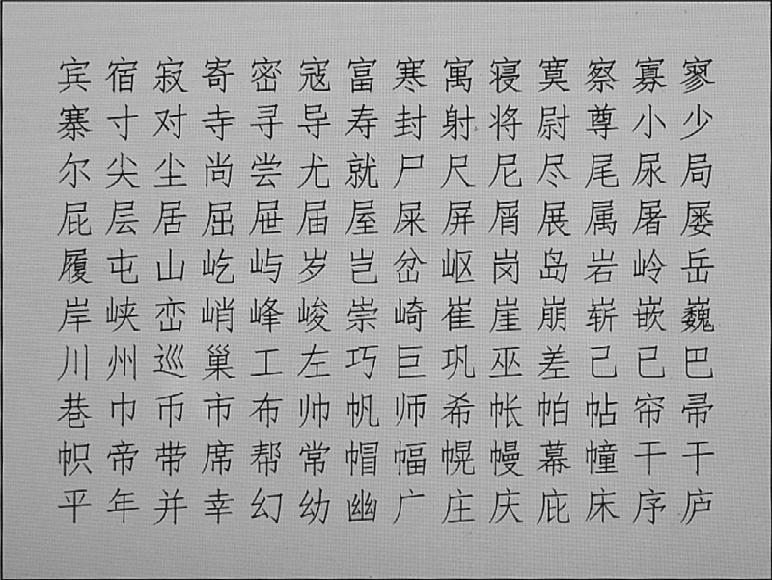 宾宿寂寄密寇富寒寓寝寞察寡寥
寨寸对寺寻导寿封射将尉尊小少
尔尖尘尚尝尤就尸尺尼尽尾尿局
屁层居屈屉届屋屎屏屑展属屠屡
履屯山屹屿岁岂岔岖岗岛岩岭岳
岸峡峦峭峰峻崇崎崔崖崩崭嵌巍
川州巡巢工左巧巨巩巫差己已巴
巷巾币市布帅帆师希帐帕帖帘帚
帜帝带席帮常帽幅幌幔幕幢干干
平年并幸幻幼幽广庄庆庇床序庐